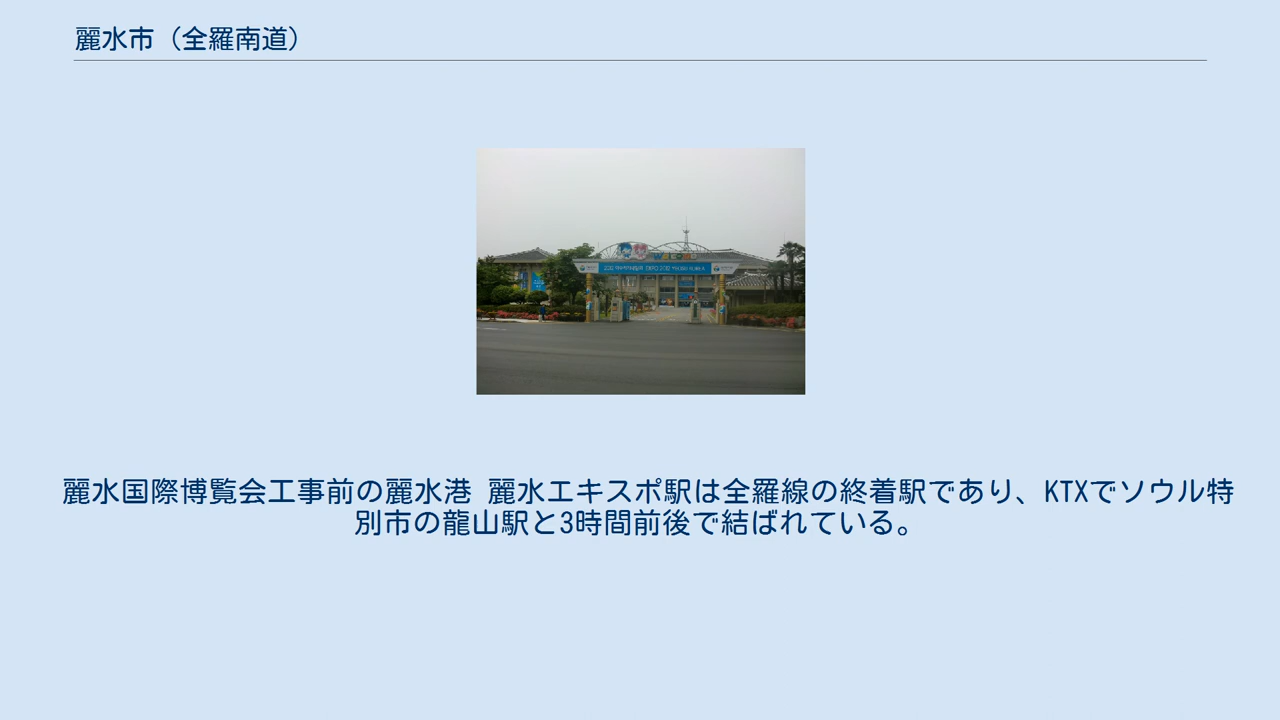 麗水市（全羅南道）
麗水国際博覧会工事前の麗水港 麗水エキスポ駅は全羅線の終着駅であり、KTXでソウル特
別市の龍山駅と3時間前後で結ばれている。